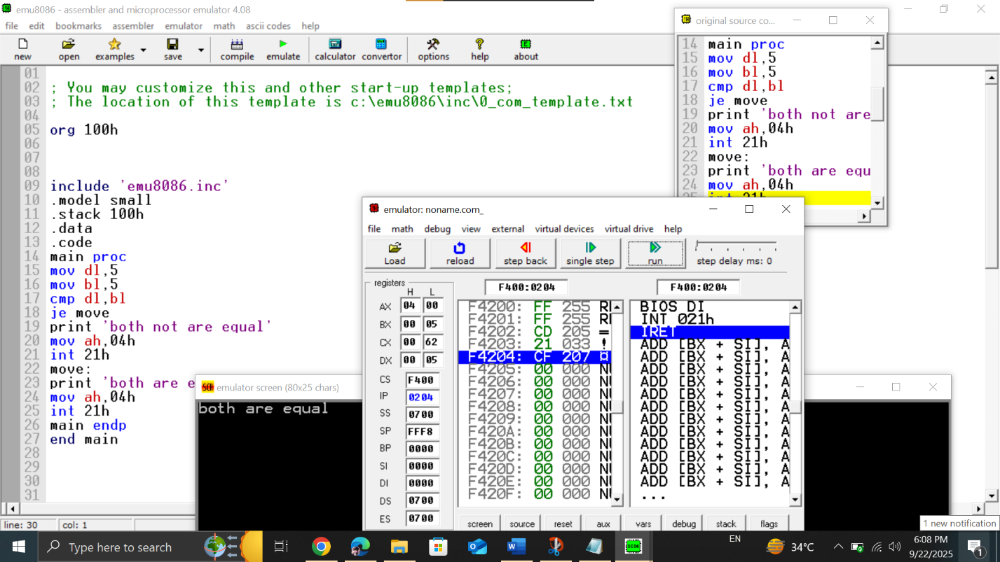 emu8086 - assembler and microprocessor emulator 4.08
file edit bookmarks assembler emulator math ascii codes help
new open examples save compile emulate calculator convertor options help about
01
02 ; You may customize this and other start-up templates;
03 ; The location of this template is c:\emu8086\inc\0_com_template.txt
04
05 org 100h
06
07
08
09 include 'emu8086.inc'
10 .model small
11 .stack 100h
12 .data
13 .code
14 main proc
15 mov dl,5
16 mov bl,5
17 cmp dl,bl
18 je move
19 print 'both not are equal'
20 mov ah,04h
21 int 21h
22 move:
23 print 'both are e
24 mov ah,04h
25 int 21h
26 main endp
27 end main
28
29
30
31
line: 30 col: 1
original source co...
14 main proc
15 mov dl,5
16 mov bl,5
17 cmp dl,bl
18 je move
19 print 'both not are
20 mov ah,04h
21 int 21h
22 move:
23 print 'both are equ
24 mov ah,04h
emulator: noname.com_
file math debug view external virtual devices virtual drive help
Load reload step back single step run step delay ms: 0
registers
H L
AX 04 00
BX 00 05
CX 00 62
DX 00 05
CS F400
IP 0204
SS 0700
SP FFF8
BP 0000
SI 0000
DI 0000
DS 0700
ES 0700
F400:0204
F4200: FF 255
F4201: FF 255
F4202: CD 205 =
F4203: 21 033 !
F4204: CF 207 ¤
F4205: 00 000
F4206: 00 000
F4207: 00 000
F4208: 00 000
F4209: 00 000
F420A: 00 000
F420B: 00 000
F420C: 00 000
F420D: 00 000
F420E: 00 000
F420F: 00 000
F400:0204
BIOS DI
INT 021h
IRET
ADD [BX + SI], A
ADD [BX + SI], A
ADD [BX + SI], A
ADD [BX + SI], A
ADD [BX + SI], A
ADD [BX + SI], A
ADD [BX + SI], A
ADD [BX + SI], A
ADD [BX + SI], A
ADD [BX + SI], A
ADD [BX + SI], A
ADD [BX + SI], A
...
screen source reset aux vars debug stack flags
SCR emulator screen (80x25 chars)
both are equal
1 new notification
Type here to search
EN
34°C
6:08 PM
9/22/2025
1